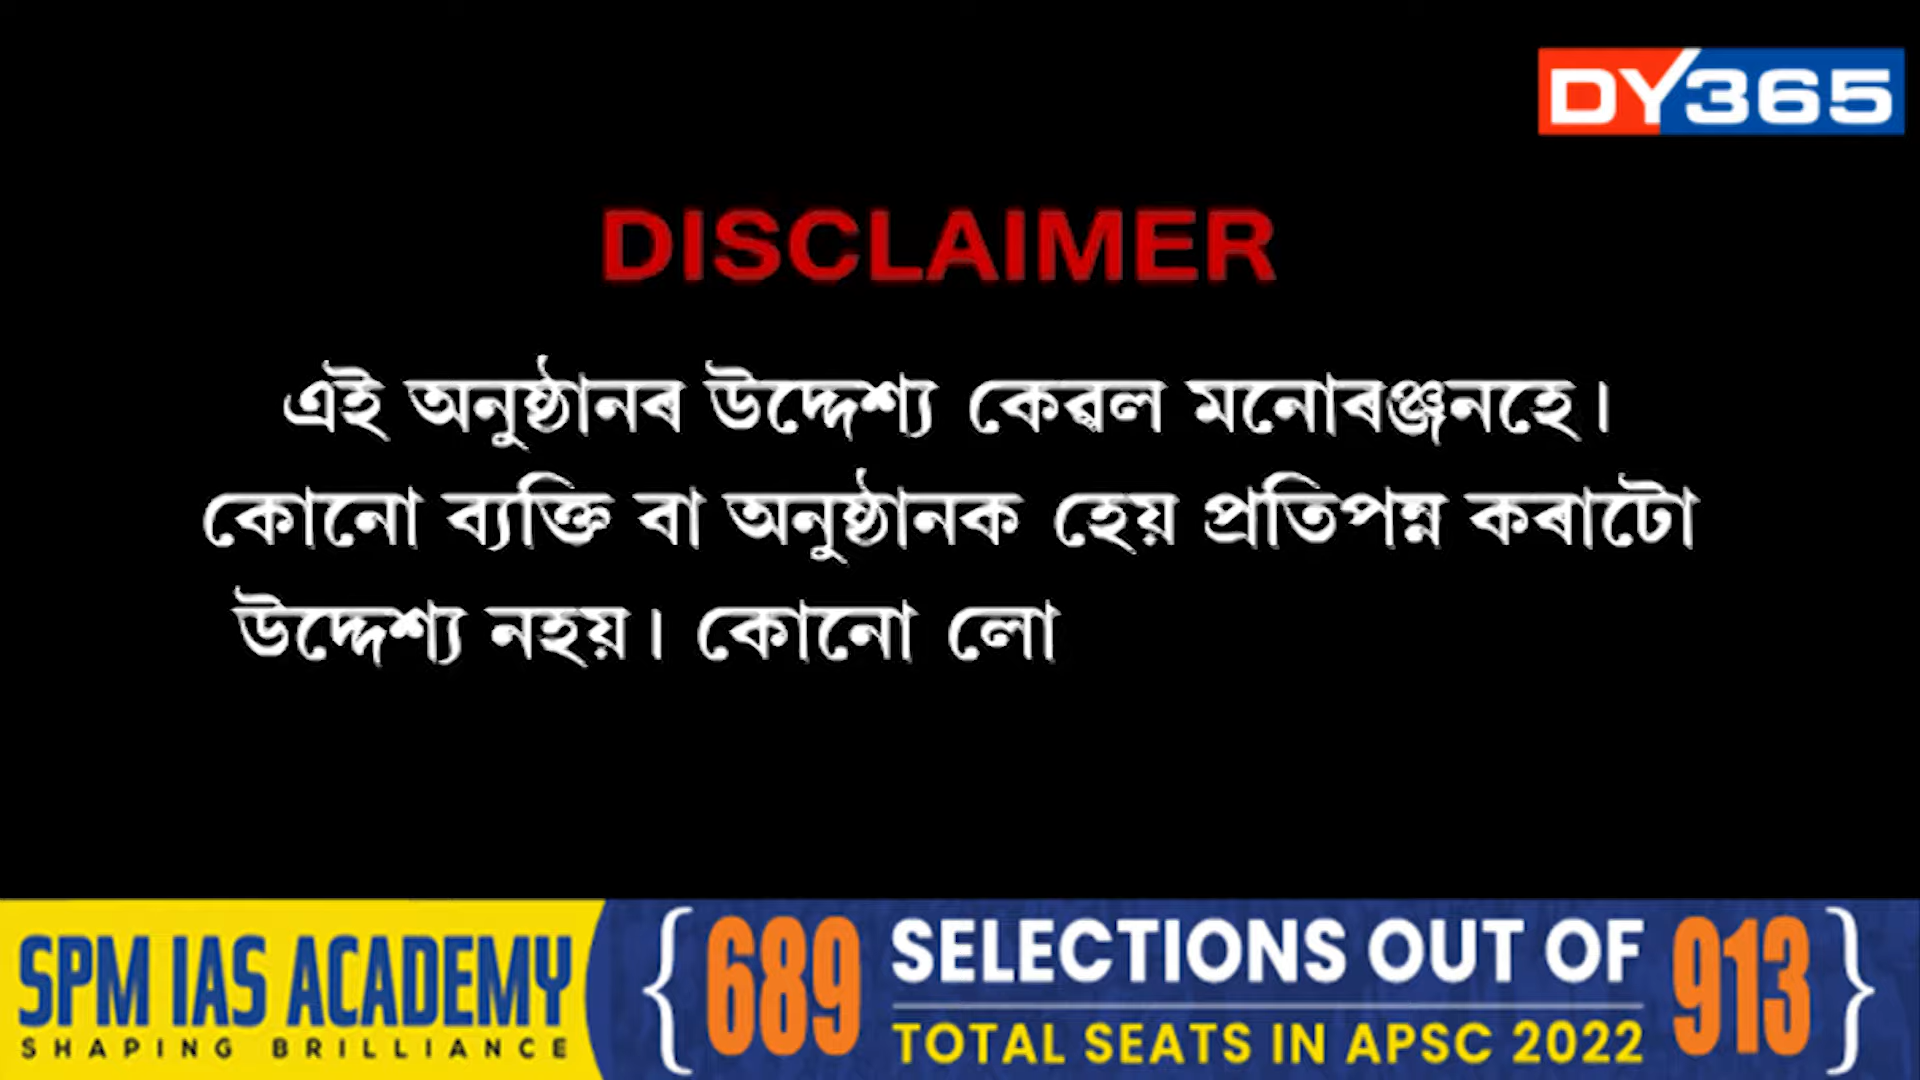 DY365
DISCLAIMER
এই অনুষ্ঠানৰ উদ্দেশ্য কেৱল মনোৰঞ্জনহে।
কোনো ব্যক্তি বা অনুষ্ঠানক হেয় প্ৰতিপন্ন কৰাটো
উদ্দেশ্য নহয়। কোনো লো
SPM IAS ACADEMY
SHAPING BRILLIANCE
{689 SELECTIONS OUT OF 913}
TOTAL SEATS IN APSC 2022